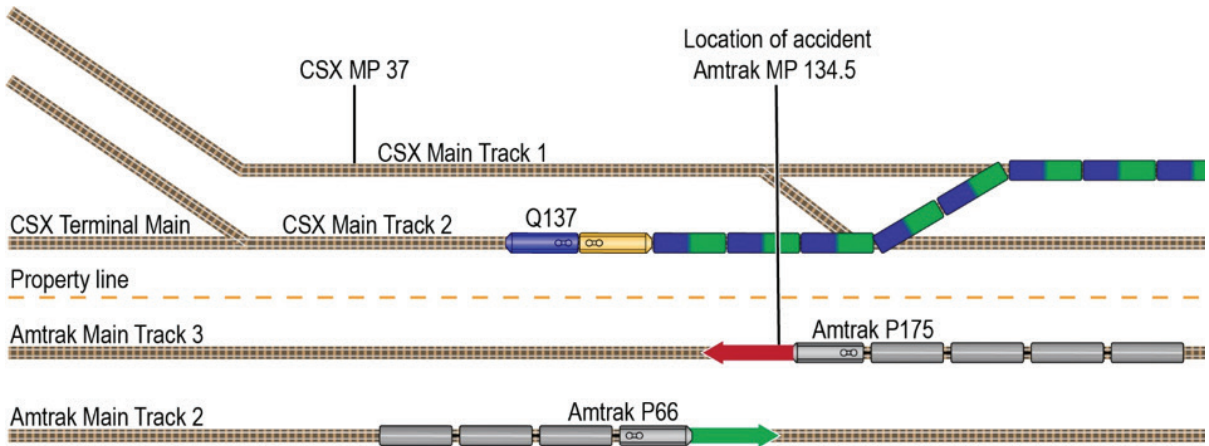 Location of accident
Amtrak MP 134.5
CSX MP 37
CSX Main Track 1
CSX Terminal Main
CSX Main Track 2
Q137
Property line
Amtrak Main Track 3
Amtrak P175
Amtrak Main Track 2
Amtrak P66